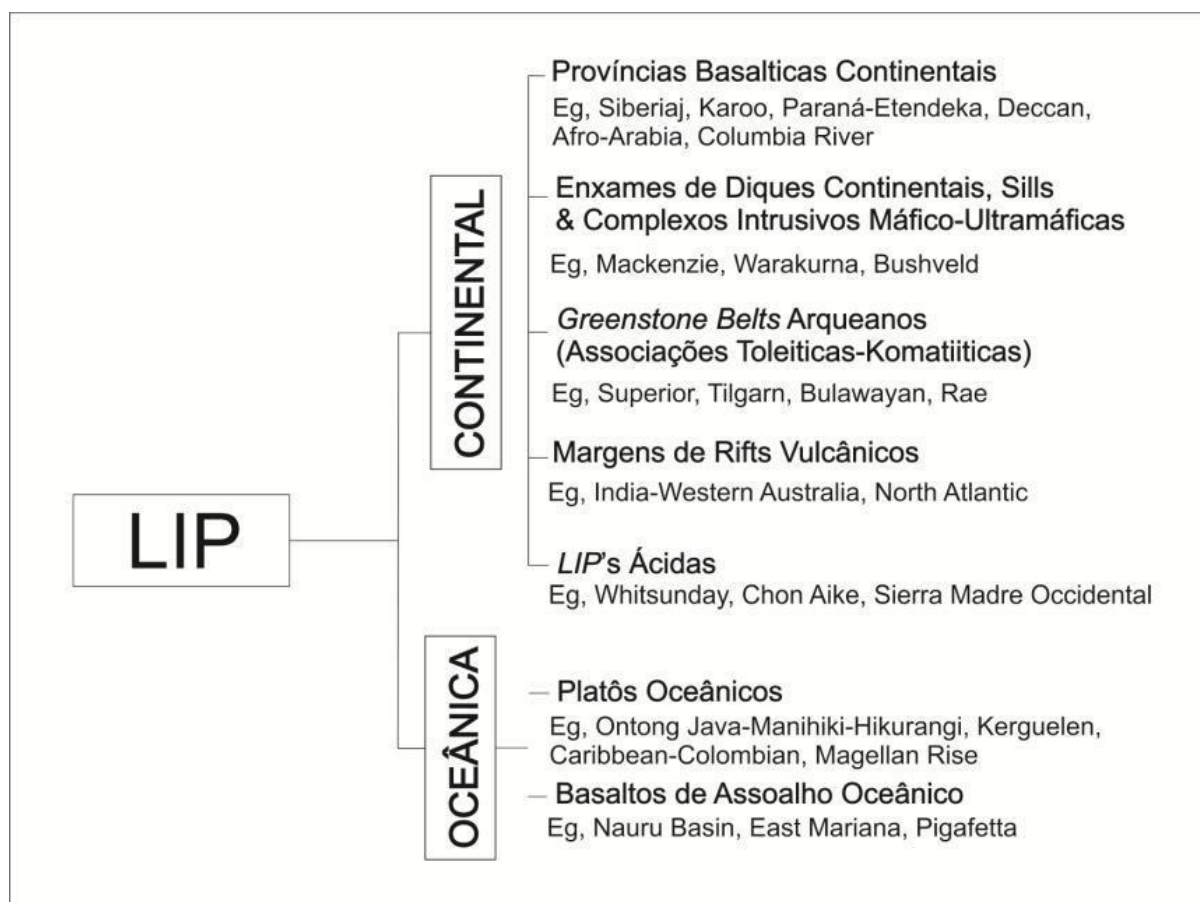 LIP
CONTINENTAL
Províncias Basalticas Continentais
Eg, Siberiaj, Karoo, Paraná-Etendeka, Deccan,
Afro-Arabia, Columbia River
Enxames de Diques Continentais, Sills
& Complexos Intrusivos Máfico-Ultramáficas
Eg, Mackenzie, Warakurna, Bushveld
Greenstone Belts Arqueanos
(Associações Toleiticas-Komatiiticas)
Eg, Superior, Tilgarn, Bulawayan, Rae
Margens de Rifts Vulcânicos
Eg, India-Western Australia, North Atlantic
LIP's Ácidas
Eg, Whitsunday, Chon Aike, Sierra Madre Occidental
OCEÂNICA
Platôs Oceânicos
Eg, Ontong Java-Manihiki-Hikurangi, Kerguelen,
Caribbean-Colombian, Magellan Rise
Basaltos de Assoalho Oceânico
Eg, Nauru Basin, East Mariana, Pigafetta